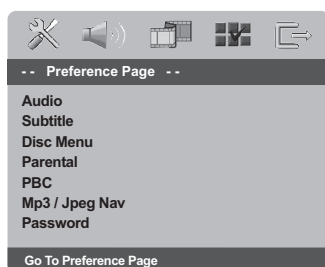 -- Preference Page --
Audio
Subtitle
Disc Menu
Parental
PBC
Mp3 / Jpeg Nav
Password
Go To Preference Page